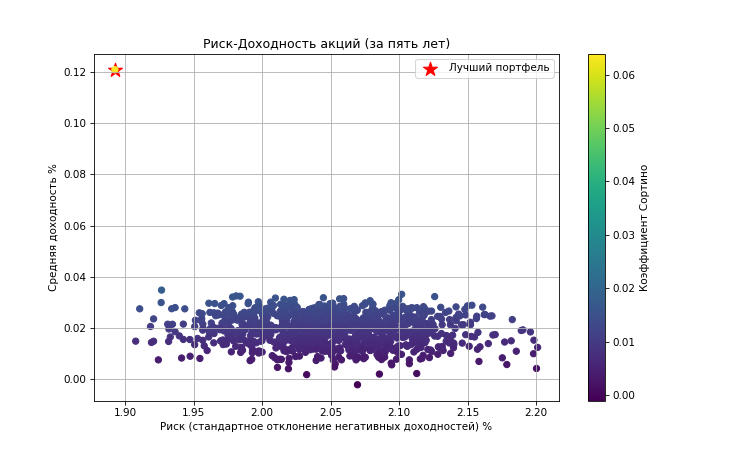 Риск-Доходность акций (за пять лет)
Лучший портфель
0.12
0.10
0.08
0.06
0.04
0.02
0.00
Средняя доходность %
1.90 1.95 2.00 2.05 2.10 2.15 2.20
Риск (стандартное отклонение негативных доходностей) %
0.06
0.05
0.04
0.03
0.02
0.01
0.00
Коэффициент Сортино